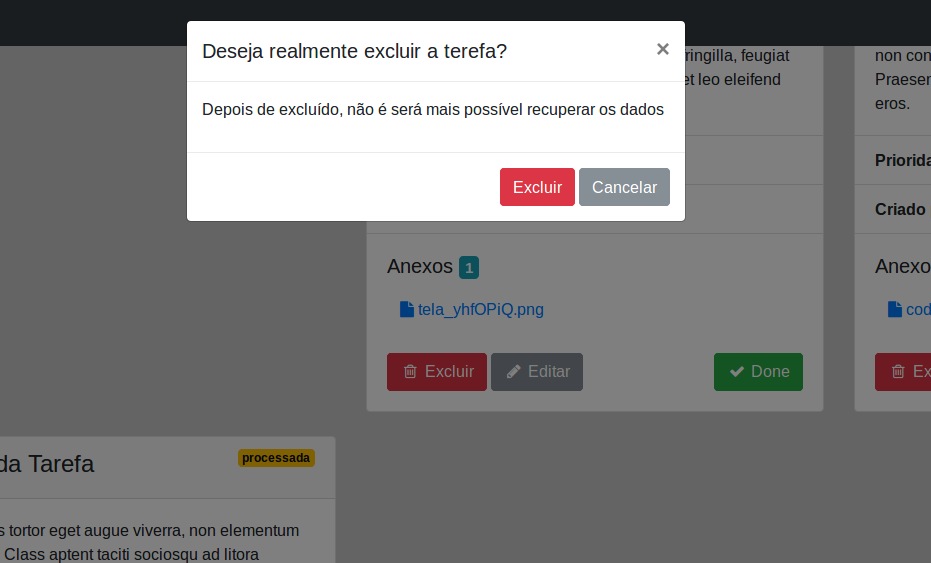 Deseja realmente excluir a terefa?
×
Depois de excluído, não é será mais possível recuperar os dados
Excluir Cancelar
ringilla, feugiat
et leo eleifend
Anexos 1
tela_yhfOPiQ.png
Excluir Editar Done
non con
Praesen
eros.
Priorida
Criado
Anexo
cod
Ex
da Tarefa processada
s tortor eget augue viverra, non elementum
Class aptent taciti sociosqu ad litora